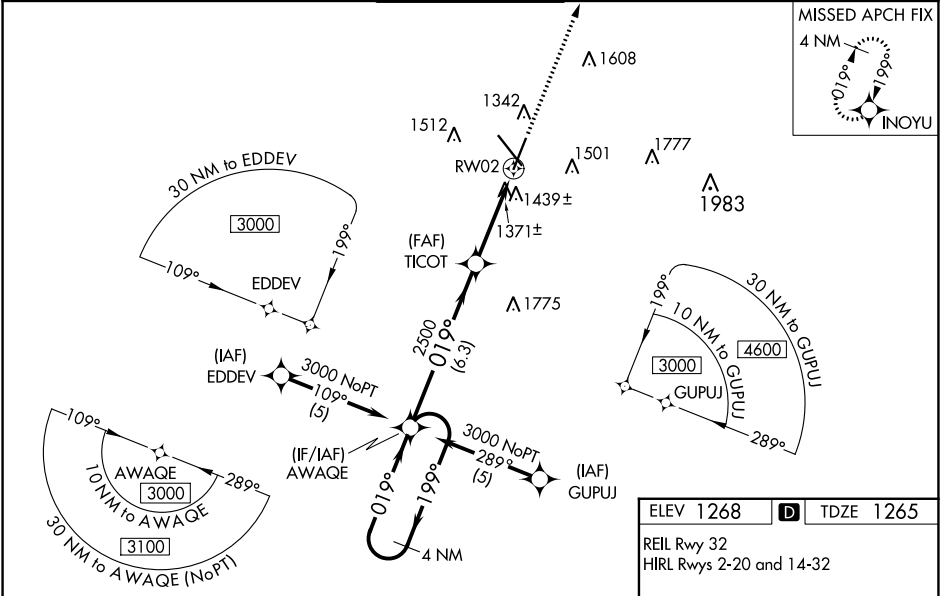 MISSED APCH FIX
4 NM
019°
199°
INOYU
1608
1342
1512
RW02
1501
1777
1983
1439±
1371±
(FAF)
TICOT
1775
2500
019°
(6.3)
30 NM to EDDEV
3000
109°
199°
EDDEV
(IAF)
EDDEV
3000 NoPT
109°
(5)
(IF/IAF)
AWAQE
3000 NoPT
289°
(5)
(IAF)
GUPUJ
019°
199°
4 NM
199°
30 NM to GUPUJ
10 NM to GUPUJ
4600
3000
GUPUJ
289°
109°
AWAQE
3000
289°
10 NM to AWAQE
3100
30 NM to AWAQE (NoPT)
ELEV 1268 D TDZE 1265
REIL Rwy 32
HIRL Rwys 2-20 and 14-32